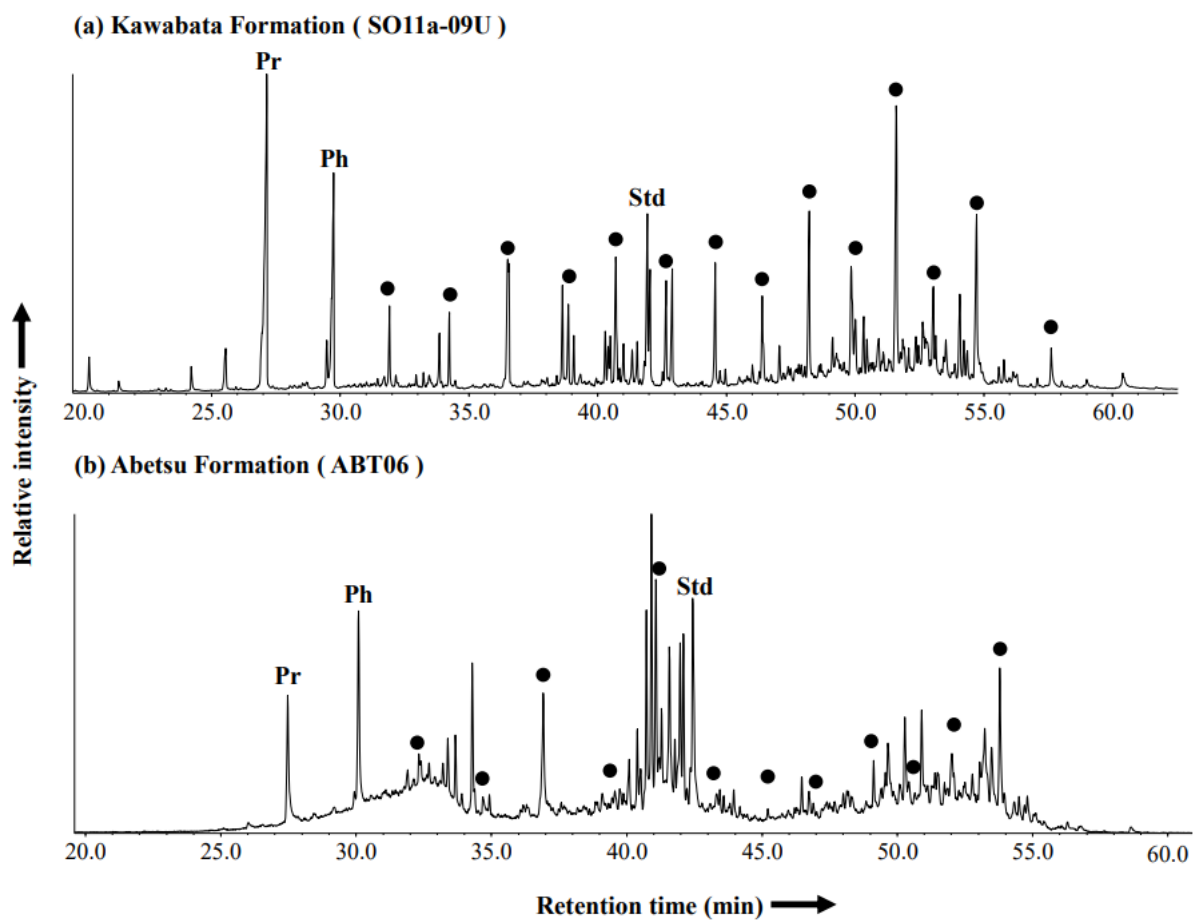 (a) Kawabata Formation ( SO11a-09U )
Pr
Ph
Std
20.0 25.0 30.0 35.0 40.0 45.0 50.0 55.0 60.0
(b) Abetsu Formation ( ABT06 )
Relative intensity
Pr
Ph
Std
20.0 25.0 30.0 35.0 40.0 45.0 50.0 55.0 60.0
Retention time (min)